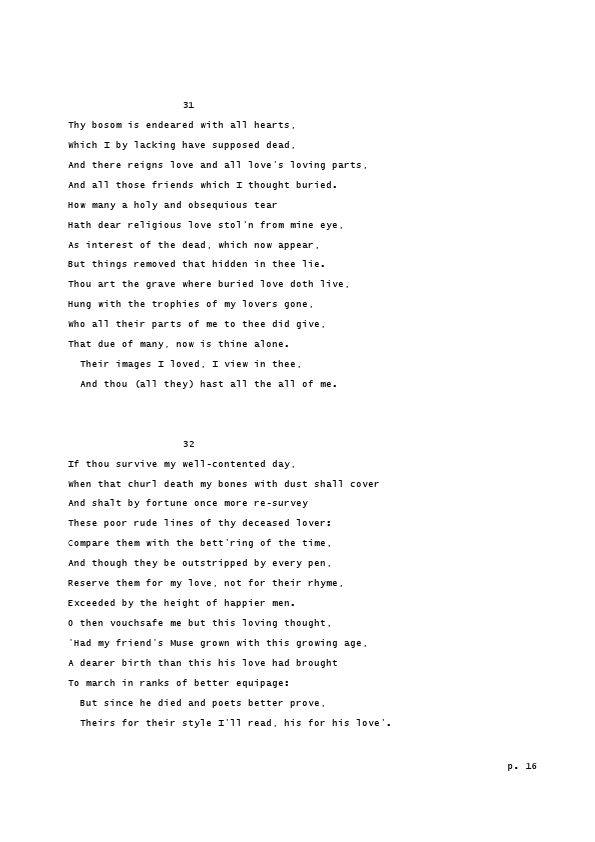 31
Thy bosom is endeared with all hearts,
Which I by lacking have supposed dead,
And there reigns love and all love's loving parts,
And all those friends which I thought buried.
How many a holy and obsequious tear
Hath dear religious love stol'n from mine eye,
As interest of the dead, which now appear,
But things removed that hidden in thee lie.
Thou art the grave where buried love doth live,
Hung with the trophies of my lovers gone,
Who all their parts of me to thee did give,
That due of many, now is thine alone.
Their images I loved, I view in thee,
And thou (all they) hast all the all of me.
32
If thou survive my well-contented day,
When that churl death my bones with dust shall cover
And shalt by fortune once more re-survey
These poor rude lines of thy deceased lover:
Compare them with the bett'ring of the time,
And though they be outstripped by every pen,
Reserve them for my love, not for their rhyme,
Exceeded by the height of happier men.
O then vouchsafe me but this loving thought,
'Had my friend's Muse grown with this growing age,
A dearer birth than this his love had brought
To march in ranks of better equipage:
But since he died and poets better prove,
Theirs for their style I'll read, his for his love'.
p. 16